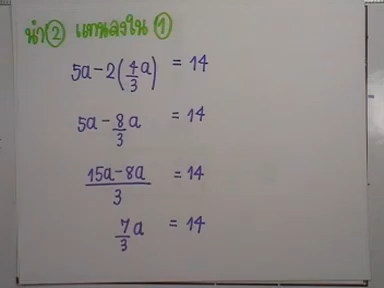 นำ② แทนลงใน ①
5a-2(4/3 a) = 14
5a - 8/3 a = 14
15a-8a/3 = 14
7/3 a = 14